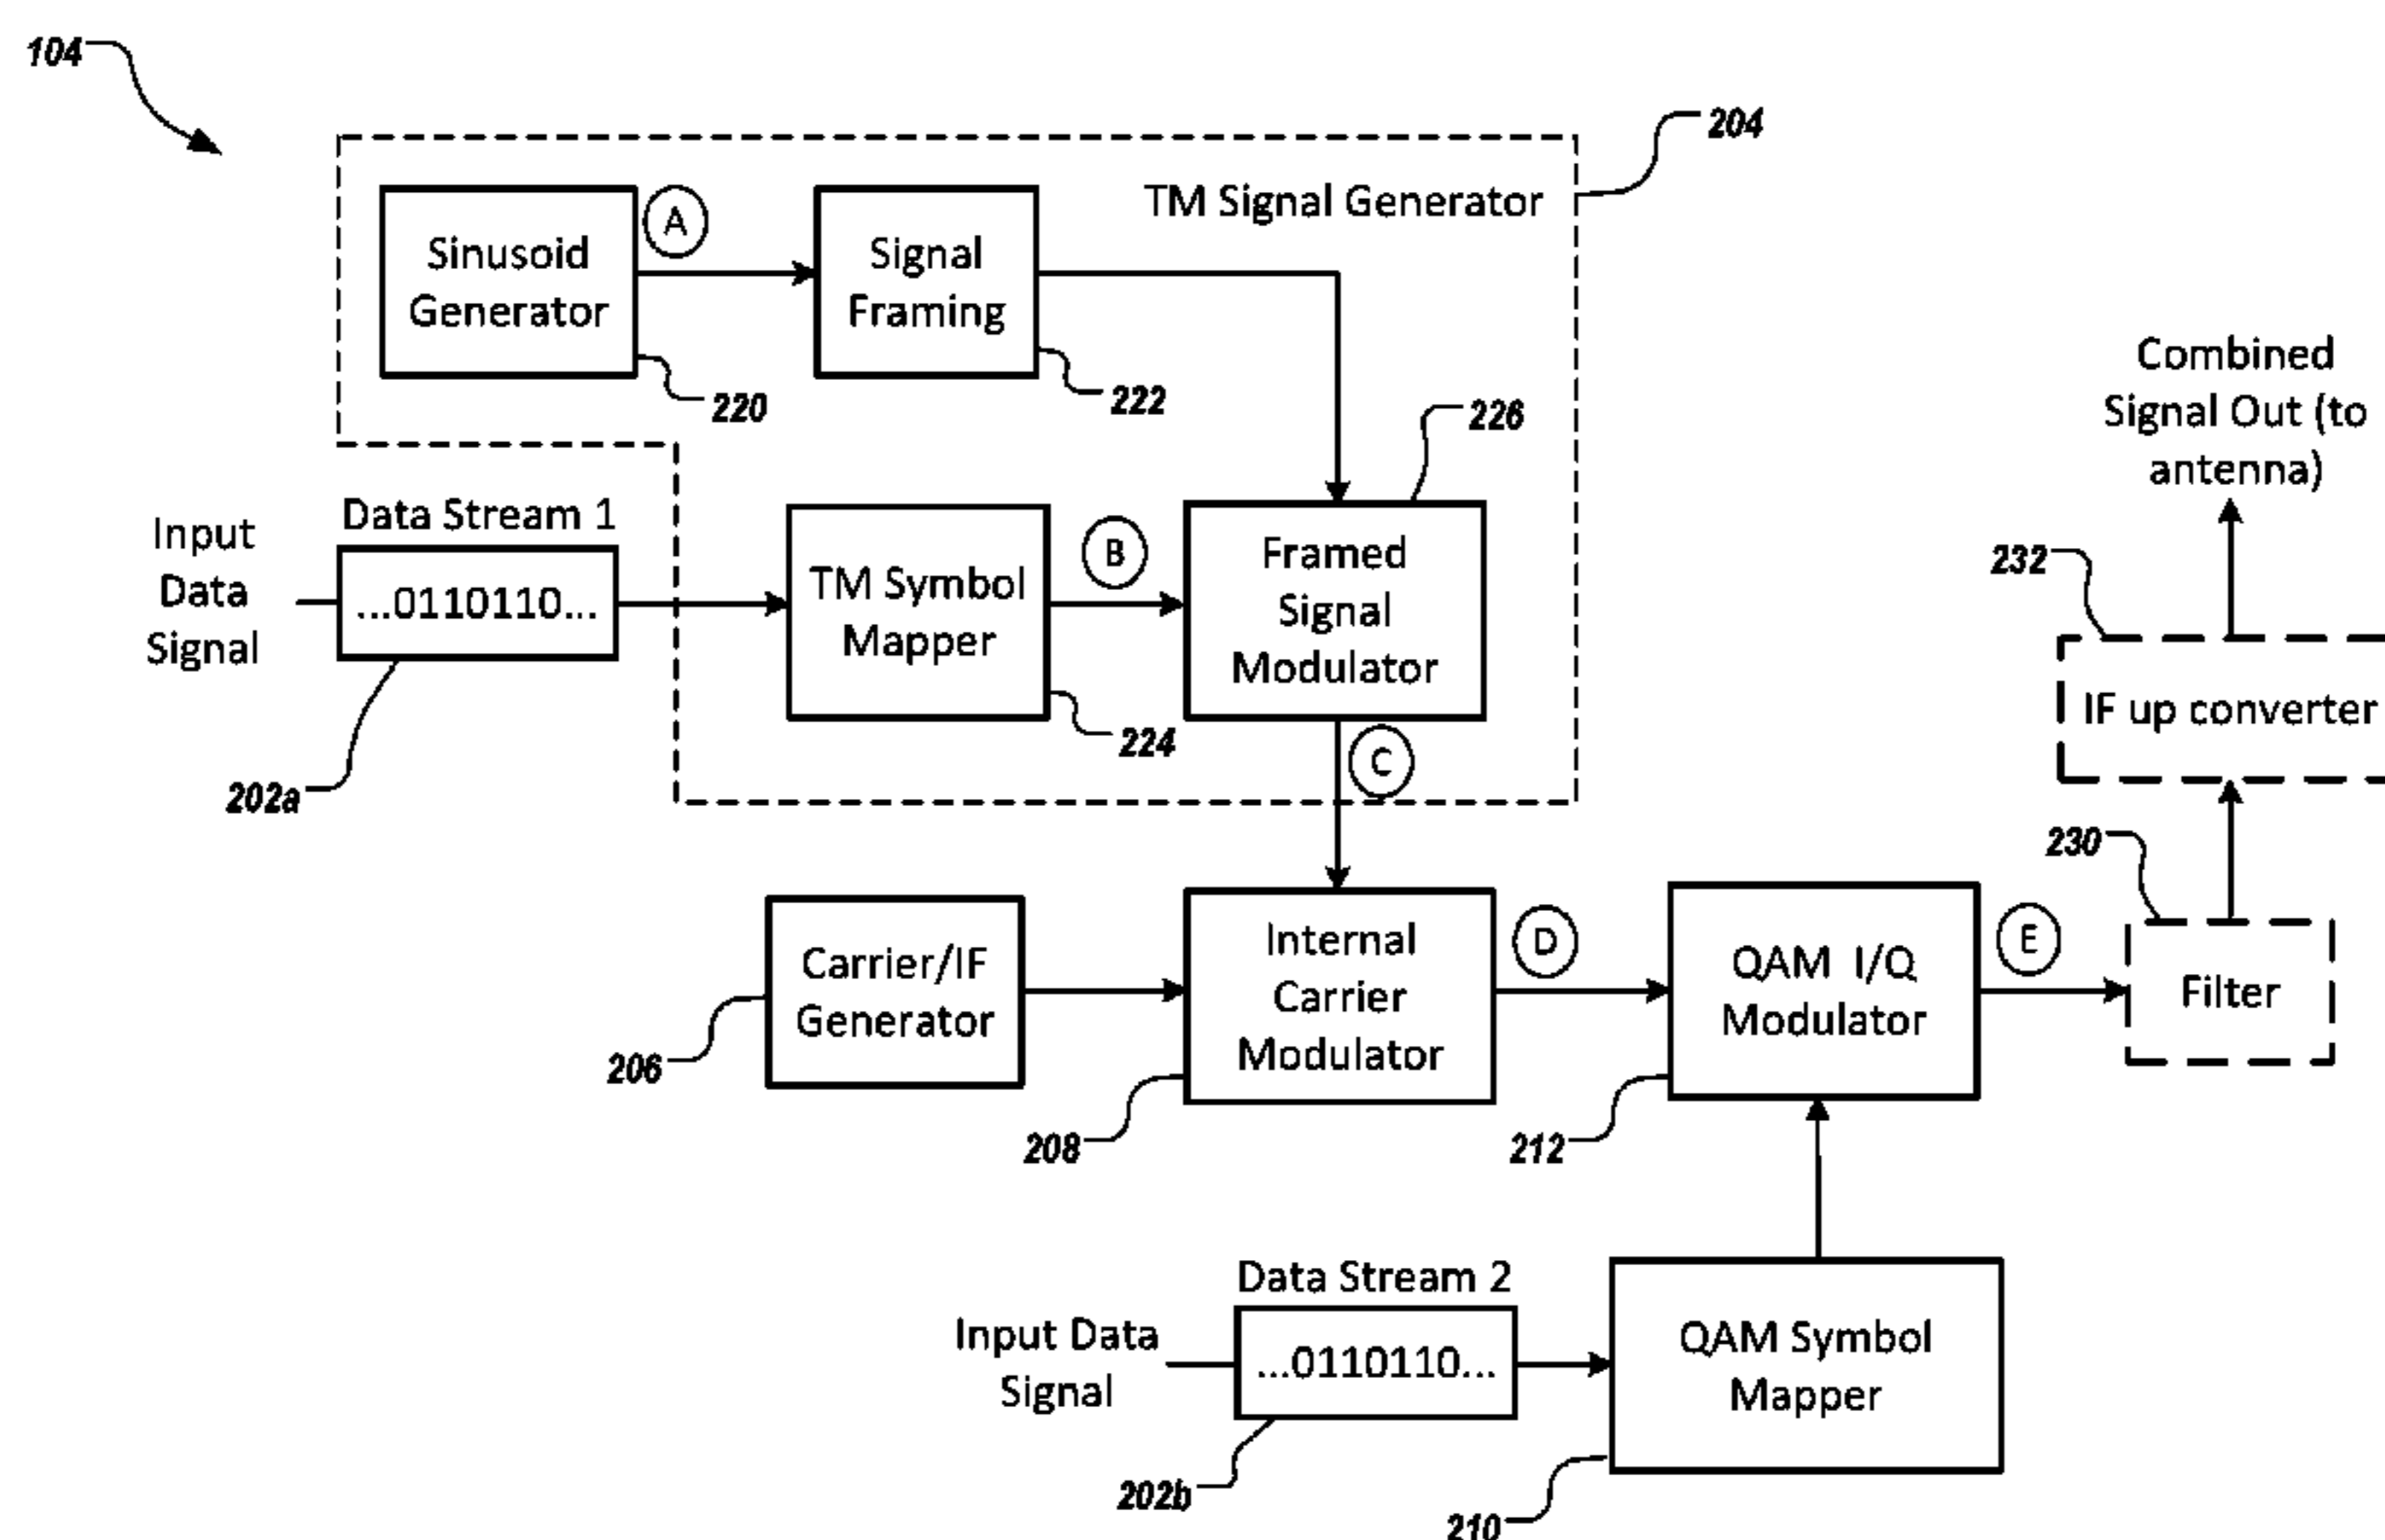 104
204
TM Signal Generator
Sinusoid
Generator
A
Signal
Framing
220
222
226
Input
Data
Signal
Data Stream 1
...0110110...
202a
TM Symbol
Mapper
B
224
Framed
Signal
Modulator
C
Combined
Signal Out (to
antenna)
232
IF up converter
230
Filter
Carrier/IF
Generator
206
Internal
Carrier
Modulator
208
D
QAM I/Q
Modulator
212
E
Input Data
Signal
Data Stream 2
...0110110...
202b
QAM Symbol
Mapper
210